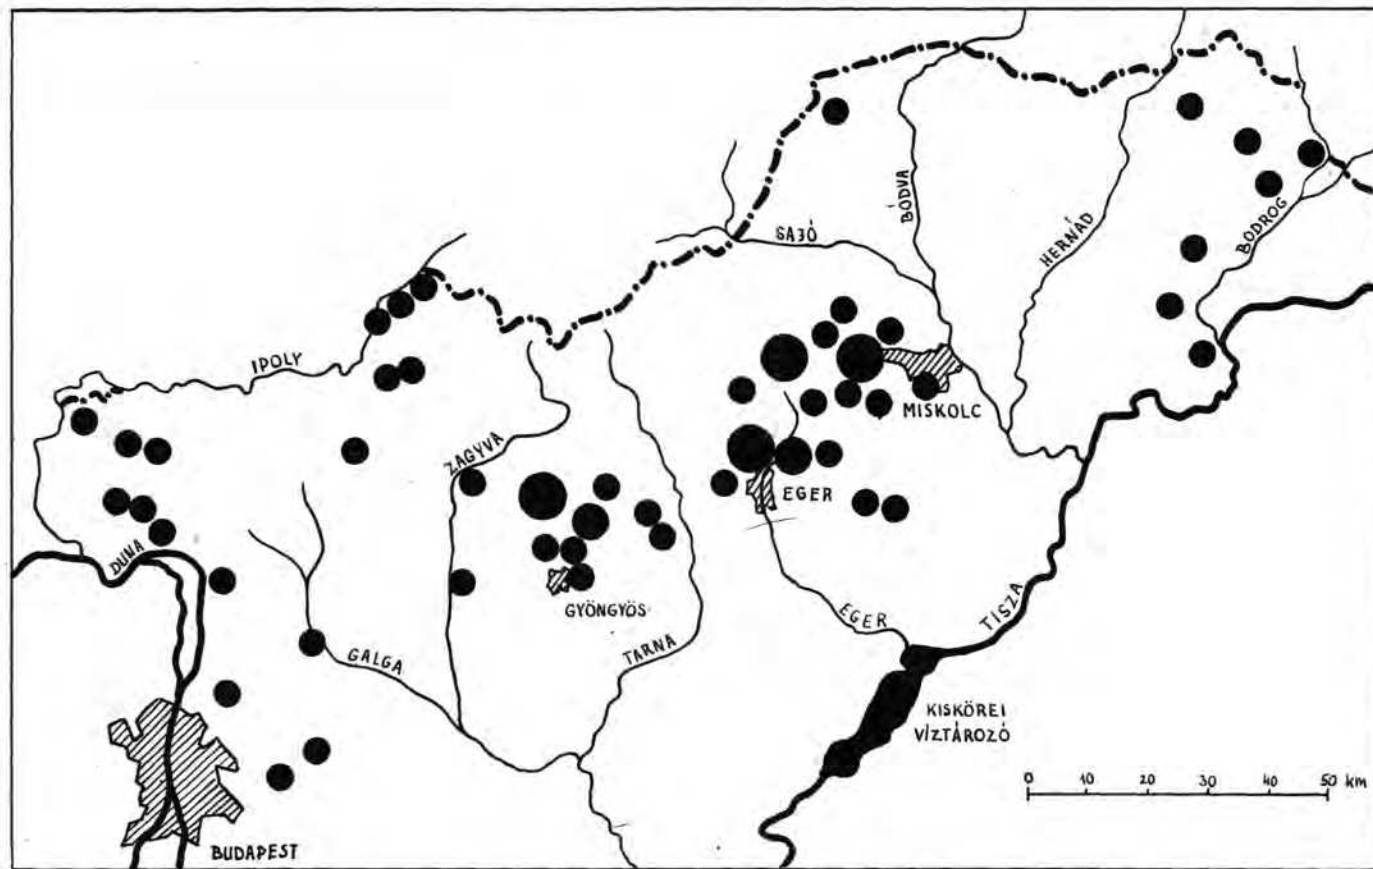 SAJÓ
BÓDVA
HERNÁD
BODROG
IPOLY
MISKOLC
ZAGYVA
EGER
DUNA
GYÖNGYÖS
EGER
TISZA
TARNA
GALGA
KISKÖREI
VÍZTÁROZÓ
0 10 20 30 40 50 km
BUDAPEST